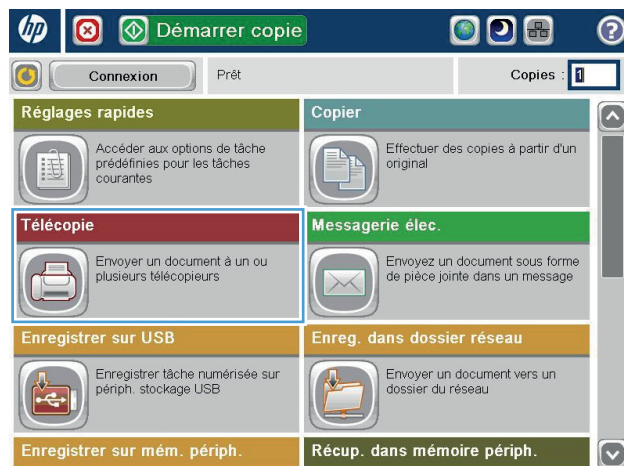 hp
Démarrer copie
?
Connexion
Prêt
Copies :
1
Réglages rapides
Copier
Accéder aux options
de tâche
prédéfinies pour les
tâches
courantes
Effectuer des copies à partir d'un
original
Télécopie
Messagerie élec.
Envoyer un document à un ou
plusieurs télécopieurs
Envoyez un document sous forme
de pièce jointe dans un message
Enregistrer sur USB
Enreg. dans dossier réseau
Enregistrer tâche numérisée sur
périph. stockage USB
Envoyer un document vers un
dossier du réseau
Enregistrer sur mém. périph.
Récup. dans mémoire périph.